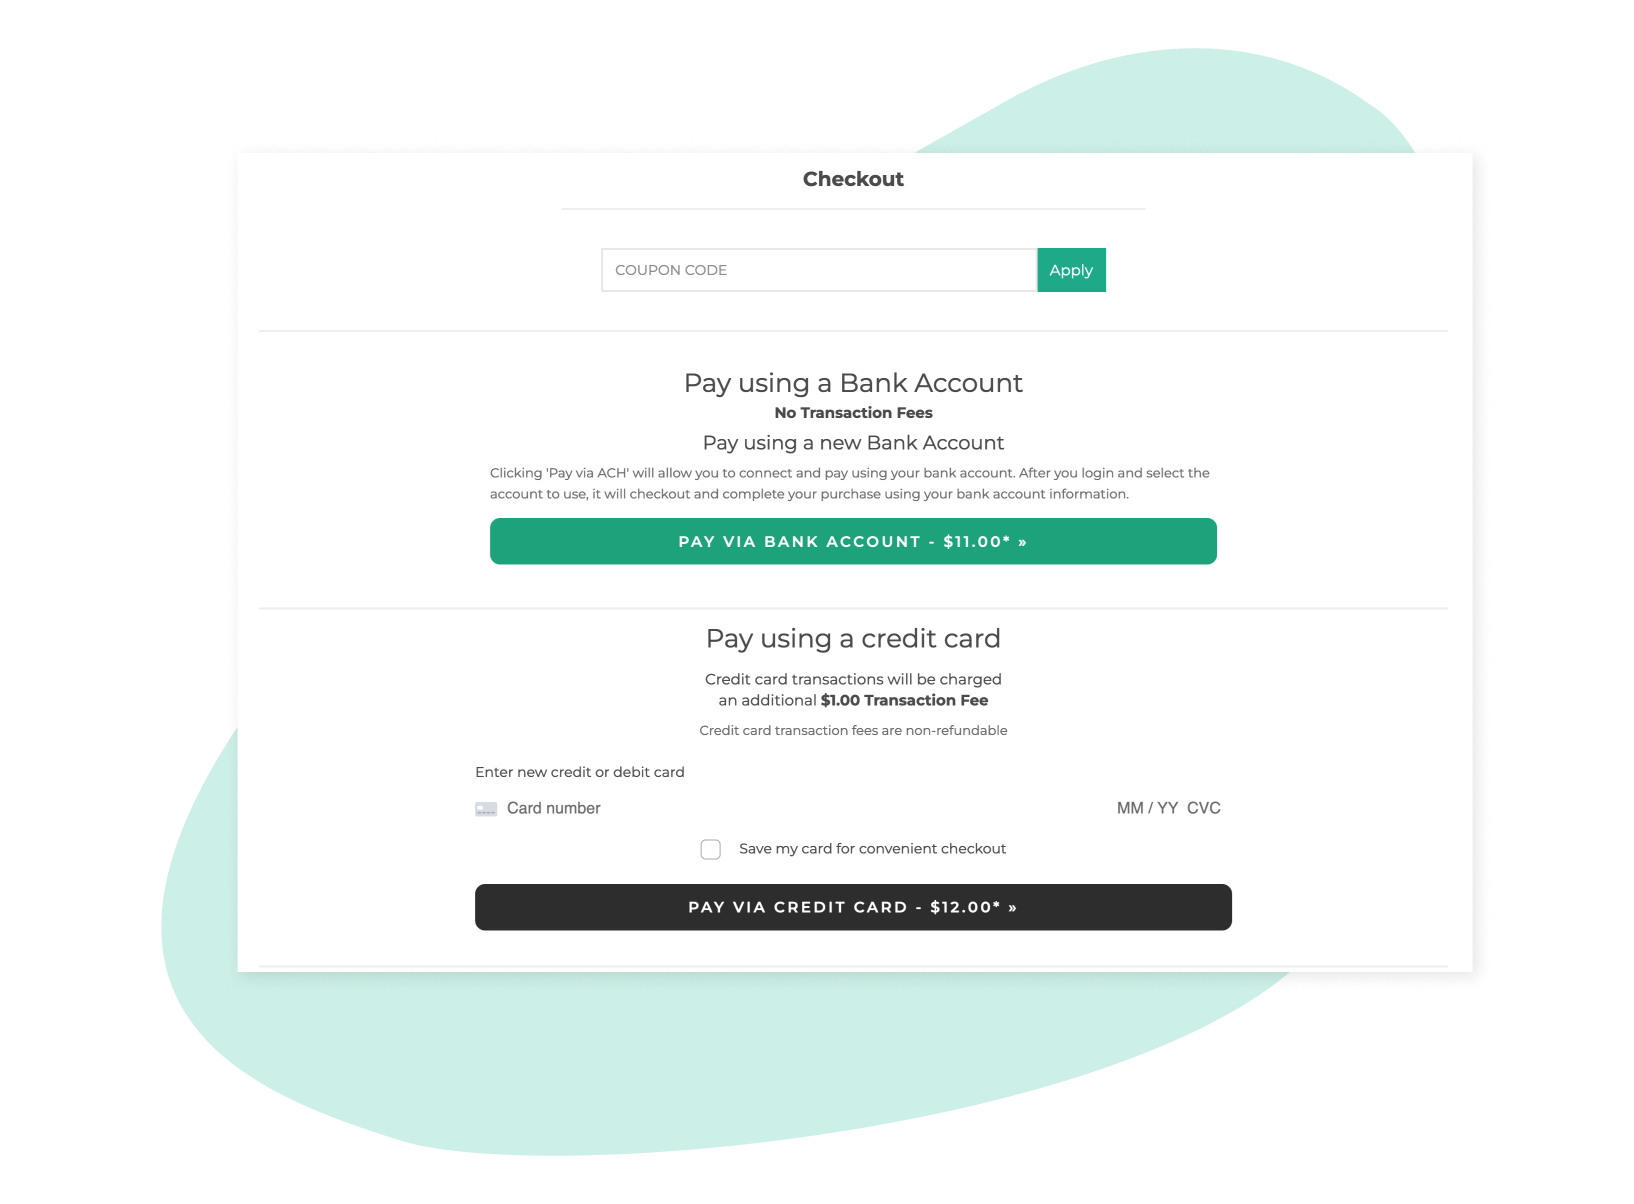 Checkout
COUPON CODE
Apply
Pay using a Bank Account
No Transaction Fees
Pay using a new Bank Account
Clicking 'Pay via ACH' will allow you to connect and pay using your bank account. After you login and select the
account to use, it will checkout and complete your purchase using your bank account information.
PAY VIA BANK ACCOUNT - $11.00* »
Pay using a credit card
Credit card transactions will be charged
an additional $1.00 Transaction Fee
Credit card transaction fees are non-refundable
Enter new credit or debit card
Card number MM / YY CVC
Save my card for convenient checkout
PAY VIA CREDIT CARD - $12.00* »